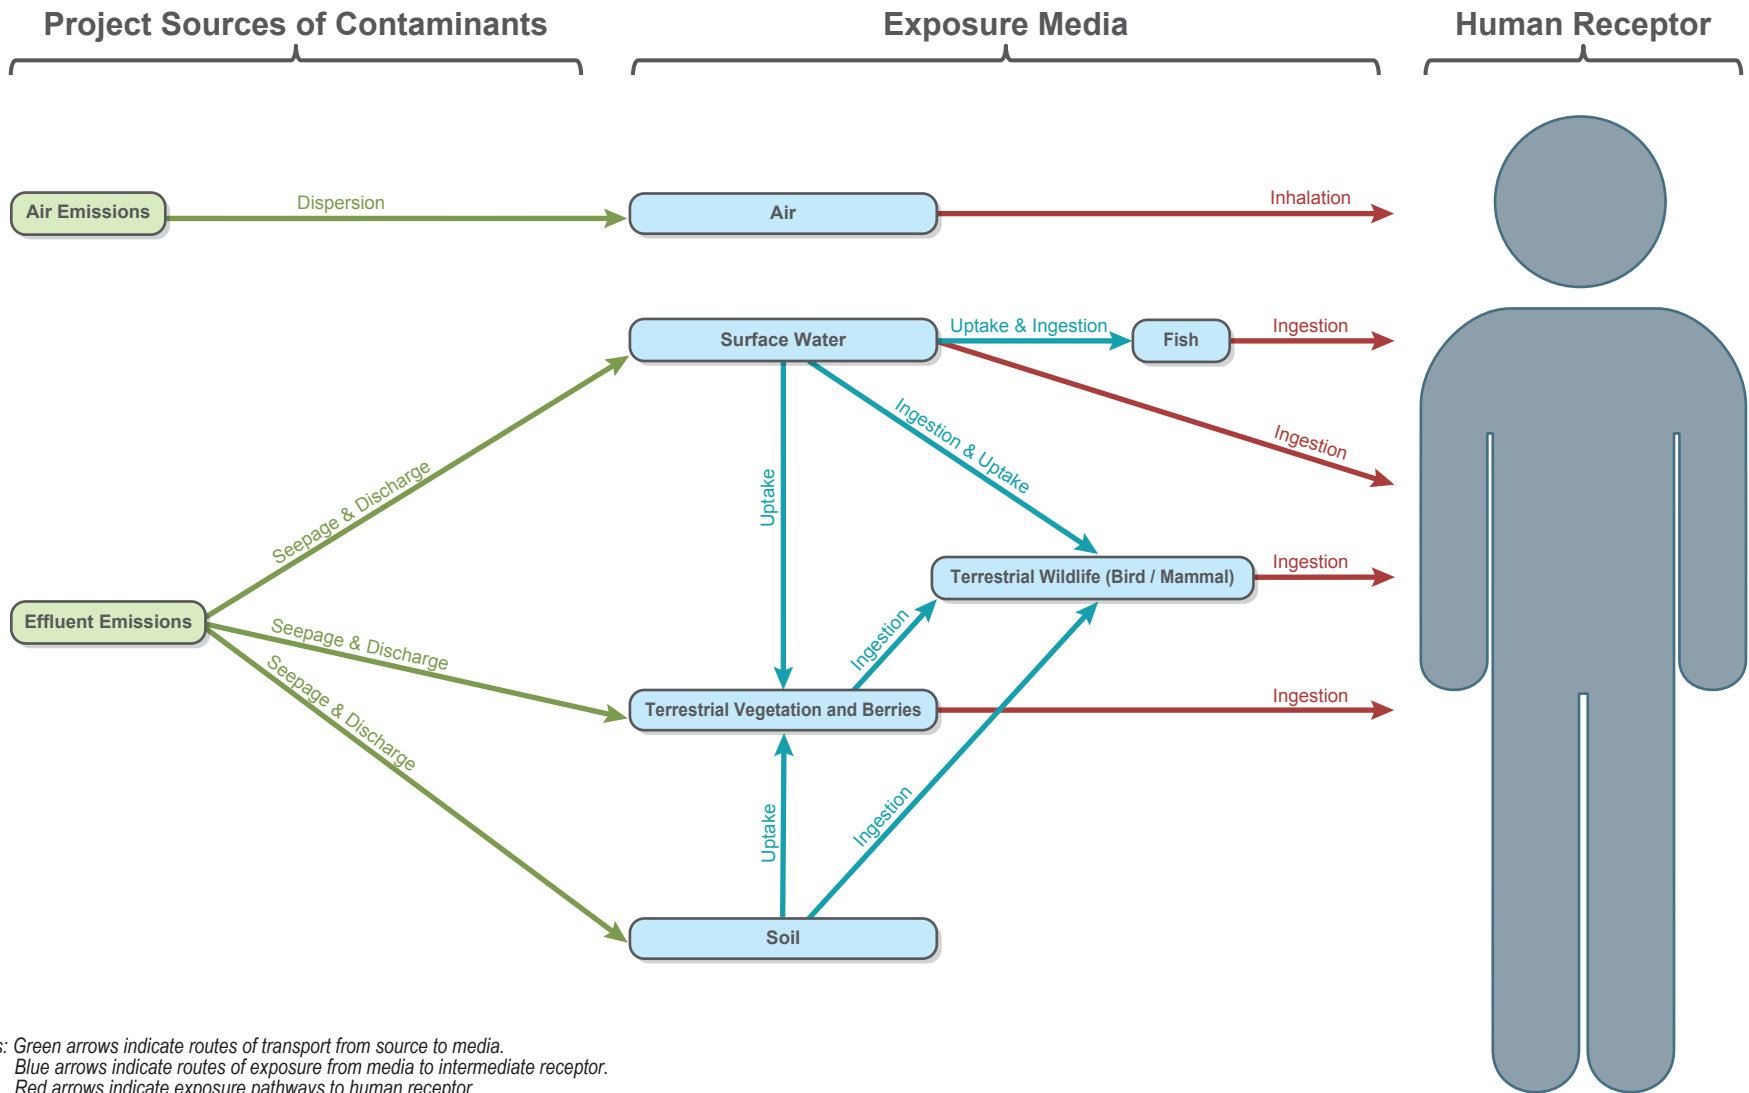 Project Sources of Contaminants
Exposure Media
Human Receptor
Air Emissions
Dispersion
Air
Inhalation
Surface Water
Uptake & Ingestion
Fish
Ingestion
Seepage & Discharge
Uptake
Ingestion & Uptake
Ingestion
Effluent Emissions
Seepage & Discharge
Seepage & Discharge
Terrestrial Wildlife (Bird / Mammal)
Ingestion
Ingestion
Terrestrial Vegetation and Berries
Ingestion
Uptake
Ingestion
Soil
Green arrows indicate routes of transport from source to media.
Blue arrows indicate routes of exposure from media to intermediate receptor.
Red arrows indicate exposure pathways to human receptor